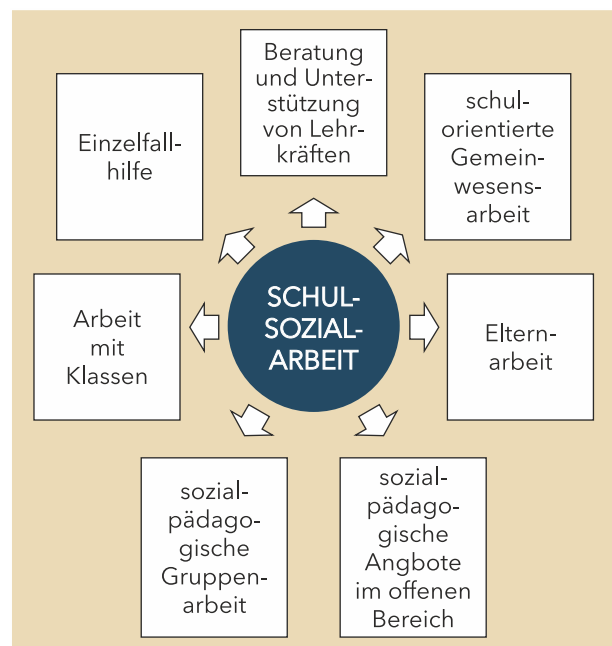 Beratung
und Unter-
stützung
von Lehr-
kräften
schul-
orientierte
Gemein-
wesens-
arbeit
Eltern-
arbeit
sozial-
pädago-
gische
Angbote
im offenen
Bereich
sozial-
pädago-
gische
Gruppen-
arbeit
Arbeit
mit
Klassen
Einzelfall-
hilfe
SCHUL-
SOZIAL-
ARBEIT